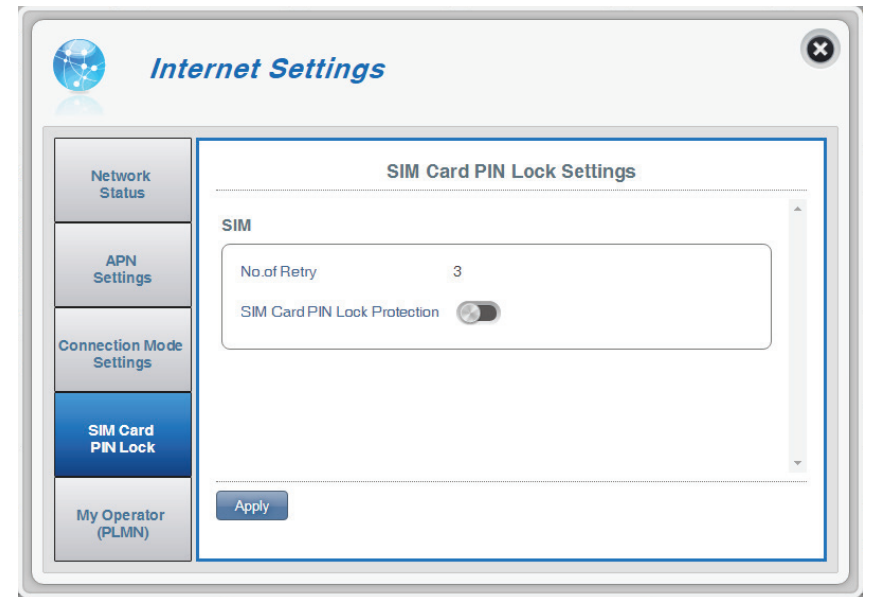 Internet Settings
Network
Status
APN
Settings
Connection Mode
Settings
SIM Card
PIN Lock
My Operator
(PLMN)
SIM Card PIN Lock Settings
SIM
No.of Retry 3
SIM Card PIN Lock Protection
Apply